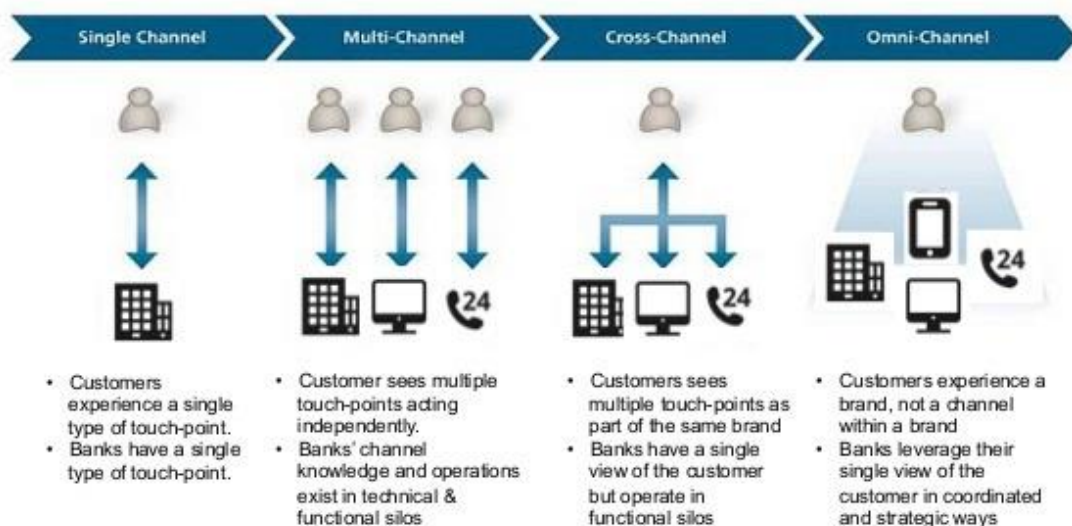 Single Channel
Multi-Channel
Cross-Channel
Omni-Channel
24
24
24
• Customers
experience a single
type of touch-point.
• Banks have a single
type of touch-point.
• Customer sees multiple
touch-points acting
independently.
• Banks' channel
knowledge and operations
exist in technical &
functional silos
• Customers sees
multiple touch-points as
part of the same brand
• Banks have a single
view of the customer
but operate in
functional silos
• Customers experience a
brand, not a channel
within a brand
• Banks leverage their
single view of the
customer in coordinated
and strategic ways